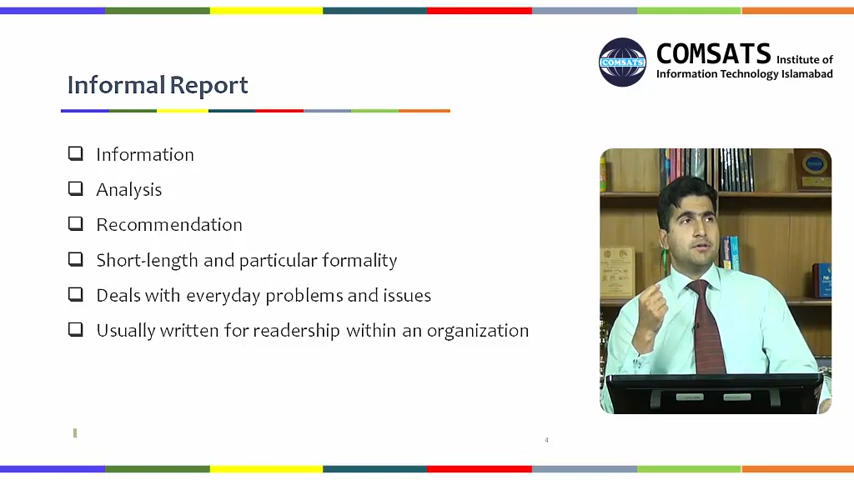 COMSATS Institute of
Information Technology Islamabad
COMSATS
Informal Report
❑ Information
❑ Analysis
❑ Recommendation
❑ Short-length and particular formality
❑ Deals with everyday problems and issues
❑ Usually written for readership within an organization
4